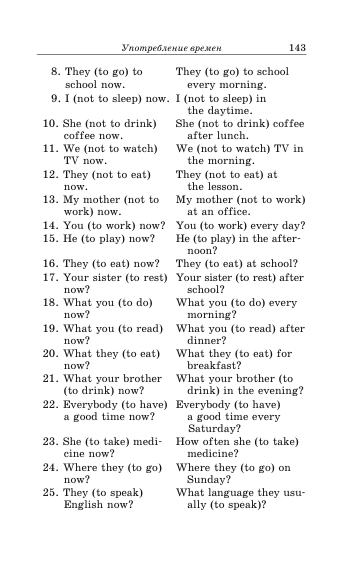 Употребление времен 143
8. They (to go) to They (to go) to school
school now. every morning.
9. I (not to sleep) now. I (not to sleep) in
the daytime.
10. She (not to drink) She (not to drink) coffee
coffee now. after lunch.
11. We (not to watch) We (not to watch) TV in
TV now. the morning.
12. They (not to eat) They (not to eat) at
now. the lesson.
13. My mother (not to My mother (not to work)
work) now. at an office.
14. You (to work) now? You (to work) every day?
15. He (to play) now? He (to play) in the after-
noon?
16. They (to eat) now? They (to eat) at school?
17. Your sister (to rest) Your sister (to rest) after
now? school?
18. What you (to do) What you (to do) every
now? morning?
19. What you (to read) What you (to read) after
now? dinner?
20. What they (to eat) What they (to eat) for
now? breakfast?
21. What your brother What your brother (to
(to drink) now? drink) in the evening?
22. Everybody (to have) Everybody (to have)
a good time now? a good time every
Saturday?
23. She (to take) medi- How often she (to take)
cine now? medicine?
24. Where they (to go) Where they (to go) on
now? Sunday?
25. They (to speak) What language they usu-
English now? ally (to speak)?